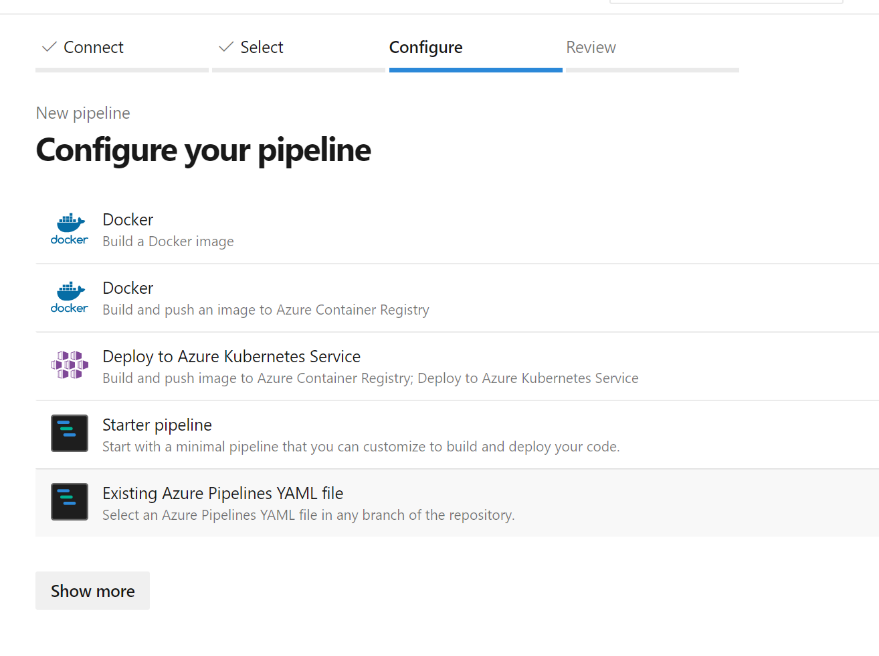 Connect Select Configure Review
New pipeline
Configure your pipeline
Docker
docker Build a Docker image
Docker
docker Build and push an image to Azure Container Registry
Deploy to Azure Kubernetes Service
Build and push image to Azure Container Registry; Deploy to Azure Kubernetes Service
Starter pipeline
Start with a minimal pipeline that you can customize to build and deploy your code.
Existing Azure Pipelines YAML file
Select an Azure Pipelines YAML file in any branch of the repository.
Show more